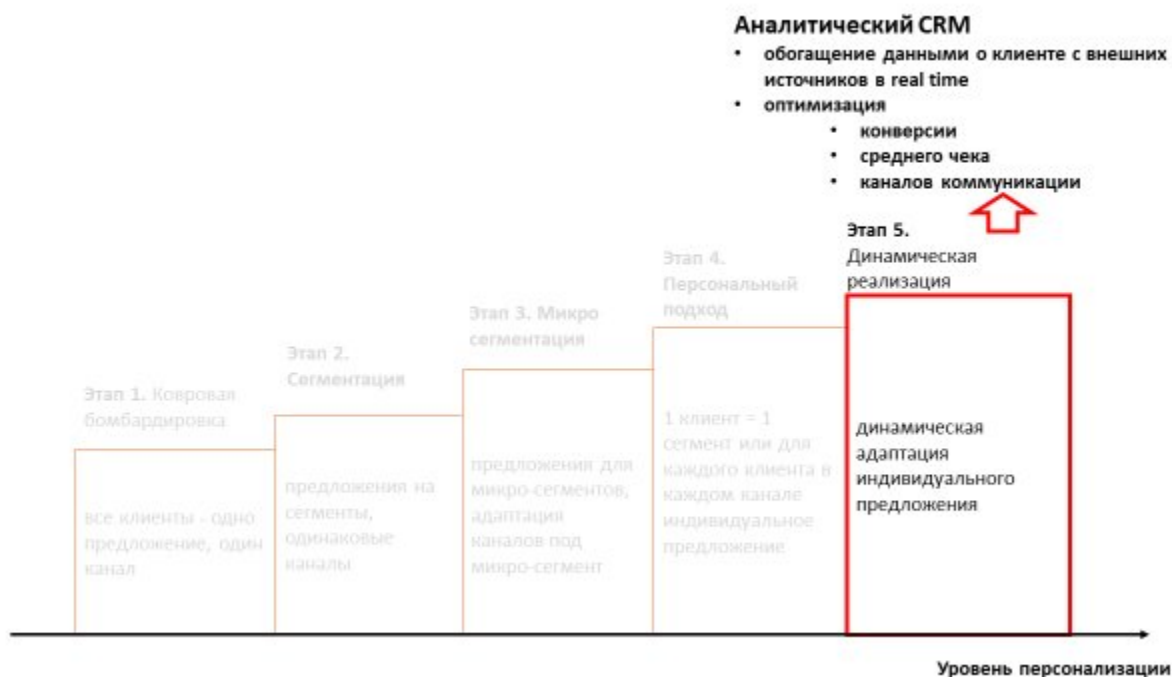 Аналитический CRM
• обогащение данными о клиенте с внешних
источников в real time
• оптимизация
• конверсии
• среднего чека
• каналов коммуникации
Этап 1. Ковровая
бомбардировка
все клиенты - одно
предложение, один
канал
Этап 2.
Сегментация
предложения на
сегменты,
одинаковые
каналы
Этап 3. Микро
сегментация
предложения для
микро-сегментов,
адаптация
каналов под
микро-сегмент
Этап 4.
Персональный
подход
1 клиент = 1
сегмент или для
каждого клиента в
каждом канале
индивидуальное
предложение
Этап 5.
Динамическая
реализация
динамическая
адаптация
индивидуального
предложения
Уровень персонализации